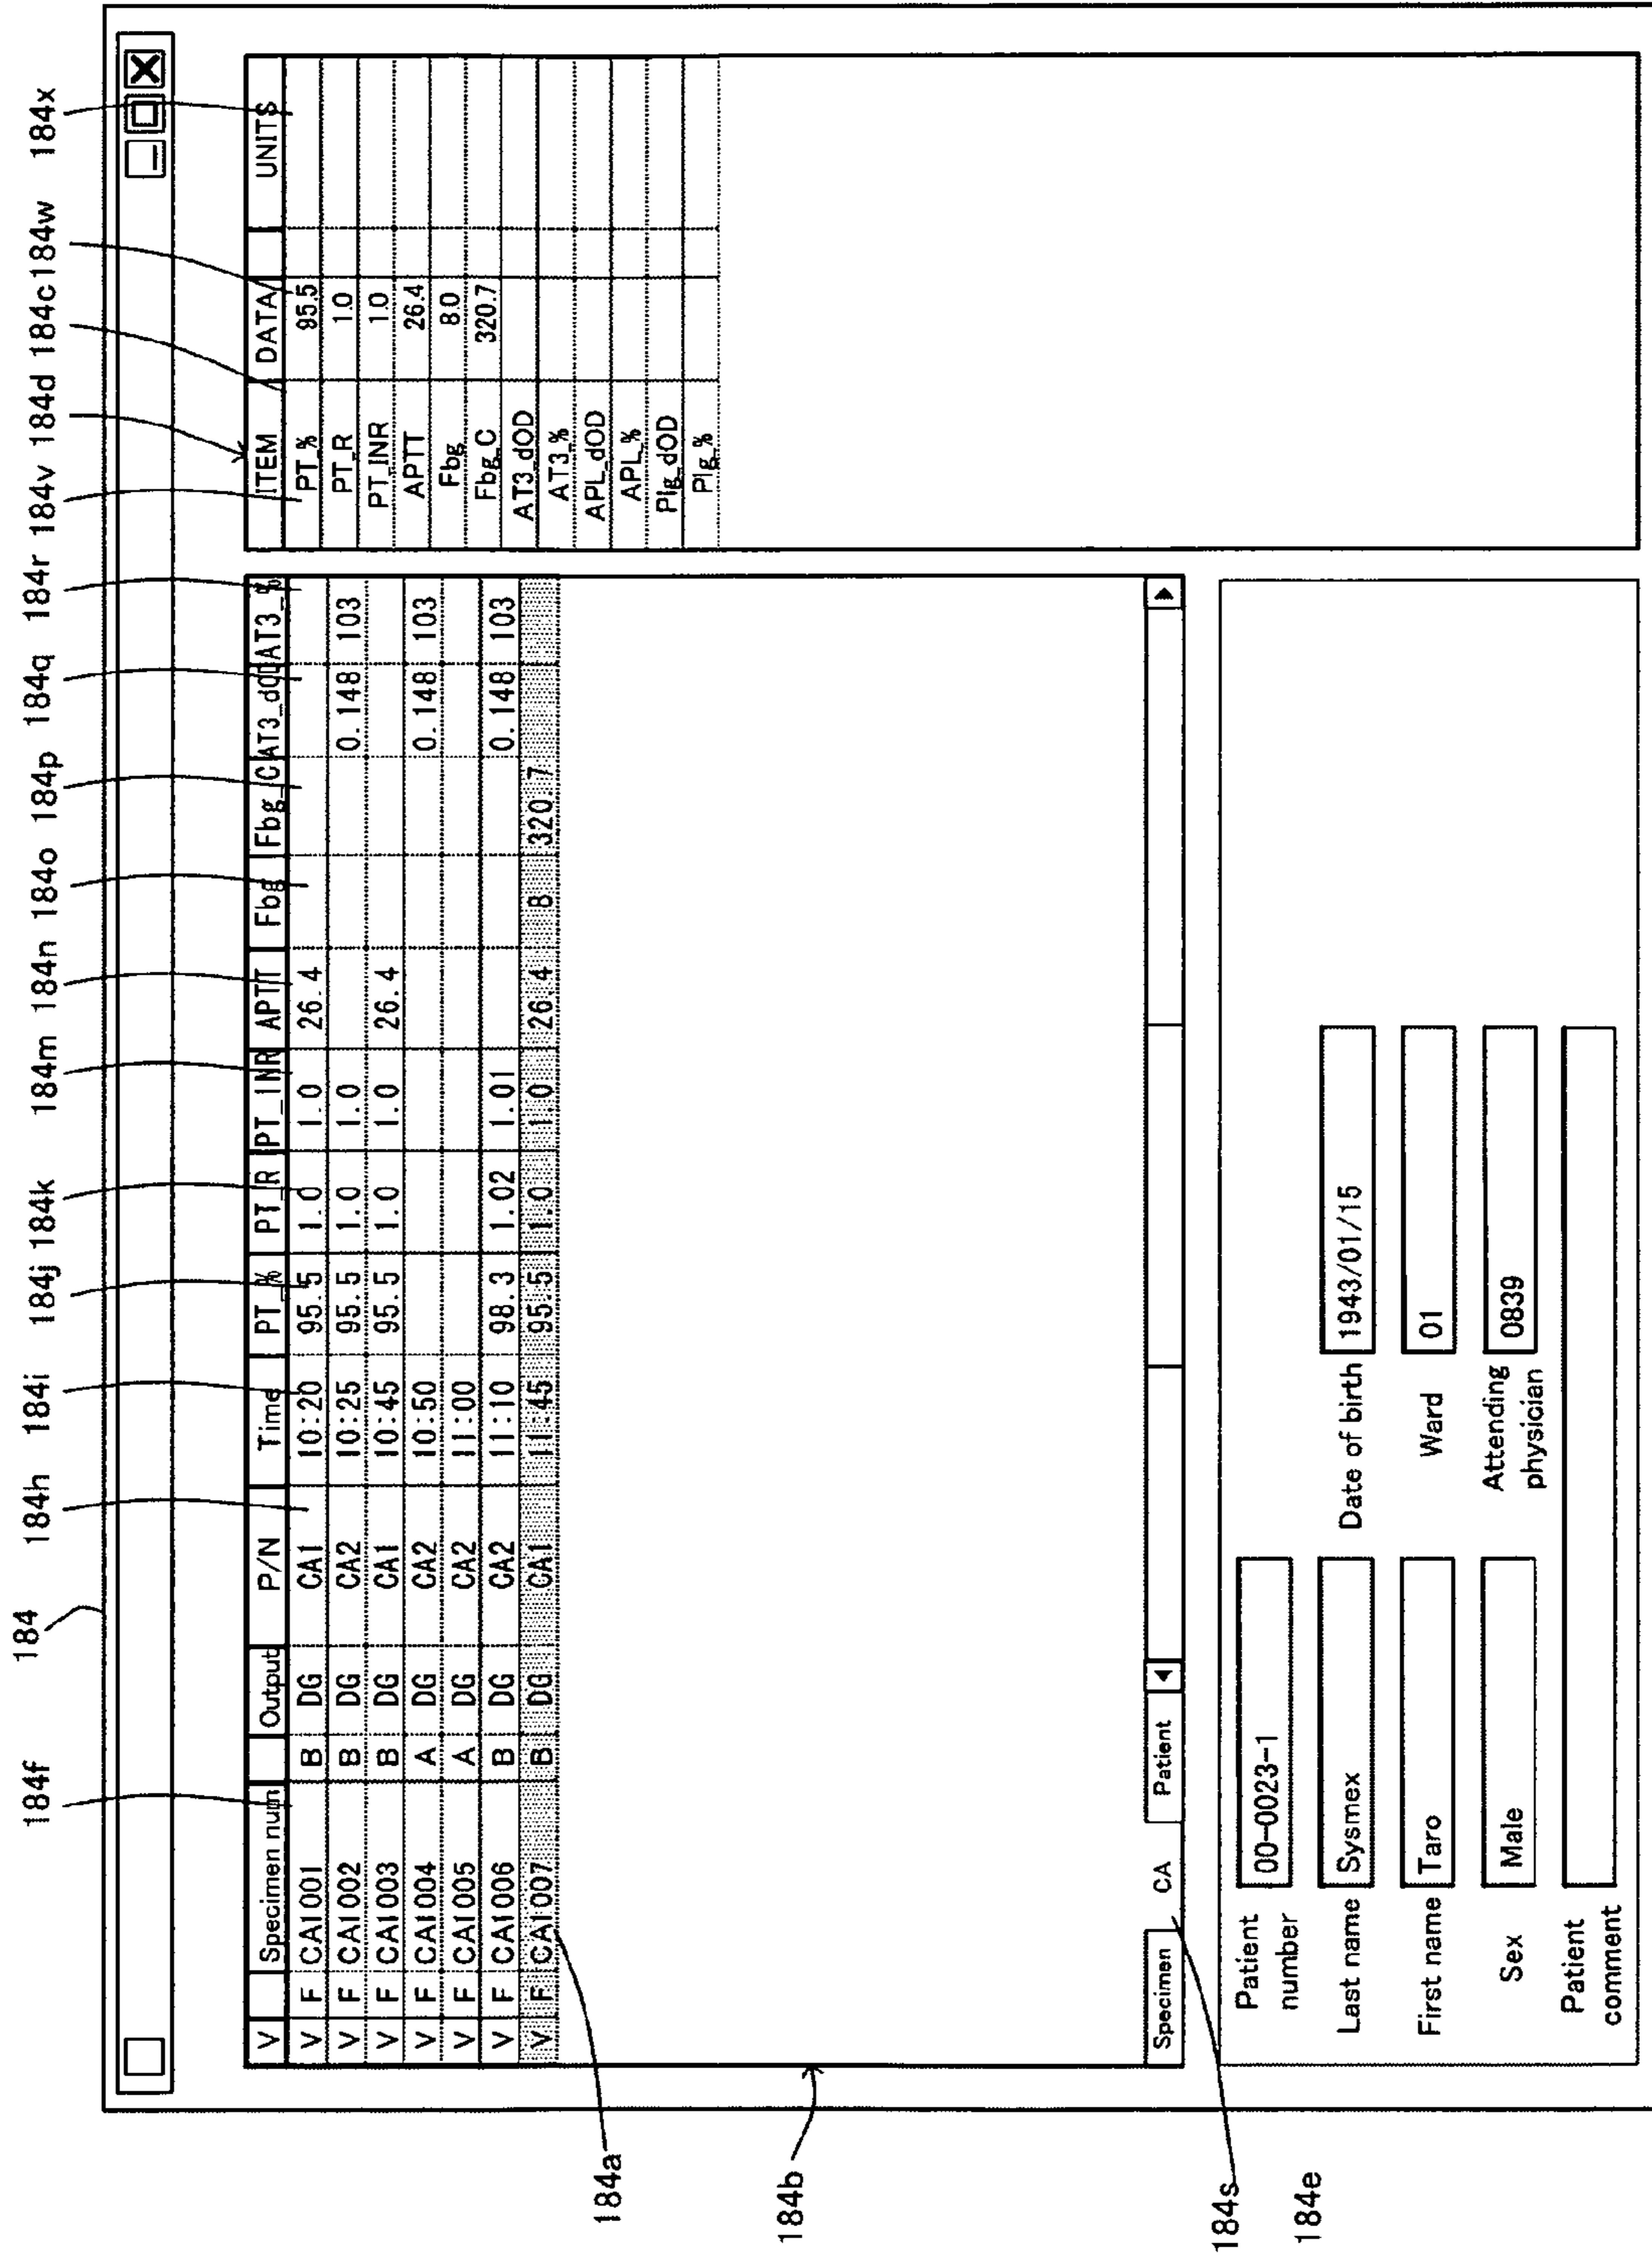 184 184f 184h 184i 184j 184k 184m 184n 184o 184p 184q 184r 184v 184d 184c 184w 184x
V Specimen num Output P/N Time PT_% PT_R PT_INR APTT Fbg Fbg_C AT3_dOD AT3_%
V F CA1001 B DG CA1 10:20 95.5 1.0 1.0 26.4
V F CA1002 B DG CA2 10:25 95.5 1.0 1.0 0.148 103
V F CA1003 B DG CA1 10:45 95.5 1.0 1.0 26.4
V F CA1004 A DG CA2 10:50 0.148 103
V F CA1005 A DG CA2 11:00
V F CA1006 B DG CA2 11:10 98.3 1.02 1.01 0.148 103
V F CA1007 B DG CA1 11:45 95.5 1.0 1.0 26.4 8 320.7
184a
184b
Specimen CA Patient
184s
184e
ITEM DATA UNITS
PT_% 95.5
PT_R 1.0
PT_INR 1.0
APTT 26.4
Fbg 8.0
Fbg_C 320.7
AT3_dOD
AT3_%
APL_dOD
APL_%
Plg_dOD
Plg_%
Patient
number 00-0023-1
Last name Sysmex Date of birth 1943/01/15
First name Taro Ward 01
Sex Male Attending
physician 0839
Patient
comment